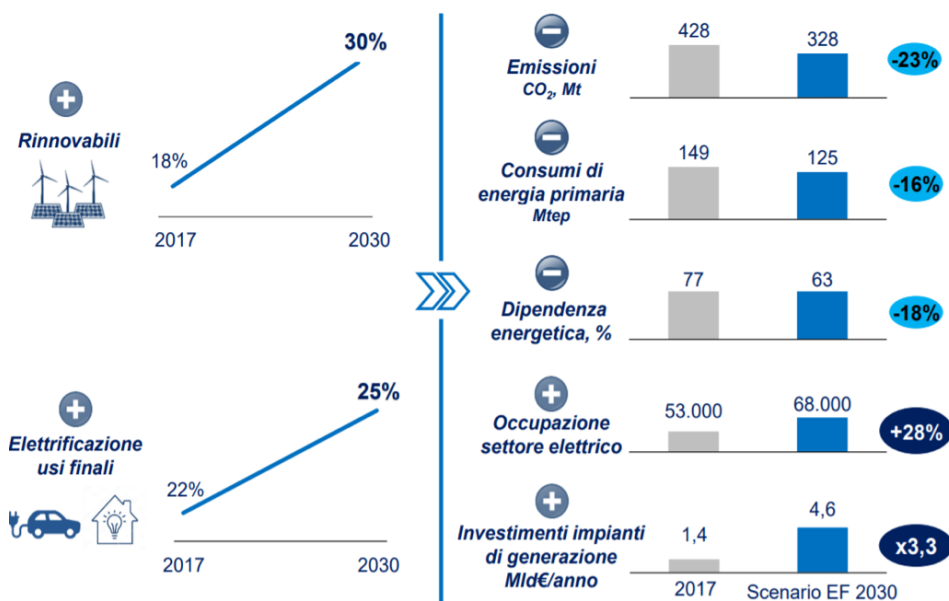 30%
Rinnovabili
18%
2017
2030
25%
Elettrificazione
usi finali
22%
2017
2030
Emissioni
CO₂, Mt
428
328
-23%
Consumi di
energia primaria
Mtep
149
125
-16%
Dipendenza
energetica, %
77
63
-18%
Occupazione
settore elettrico
53.000
68.000
+28%
Investimenti impianti
di generazione
Mld€/anno
1,4
4,6
x3,3
2017
Scenario EF 2030